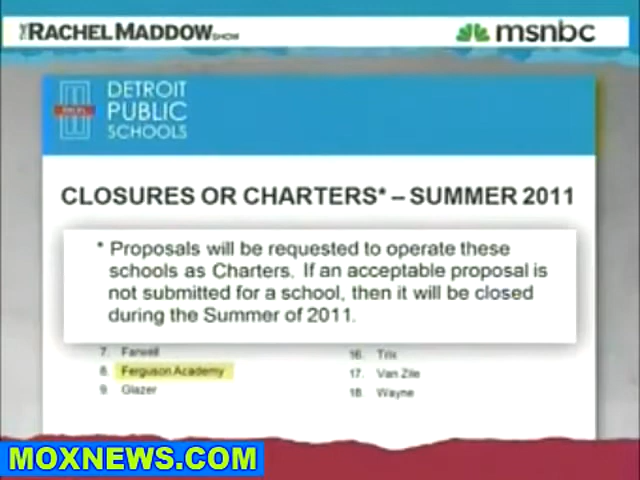 THE RACHEL MADDOW SHOW
msnbc
DETROIT
PUBLIC
SCHOOLS
CLOSURES OR CHARTERS* – SUMMER 2011
* Proposals will be requested to operate these
schools as Charters. If an acceptable proposal is
not submitted for a school, then it will be closed
during the Summer of 2011.
7. Farwell
8. Ferguson Academy
9. Glazer
16. Trix
17. Van Zile
18. Wayne
MOXNEWS.COM